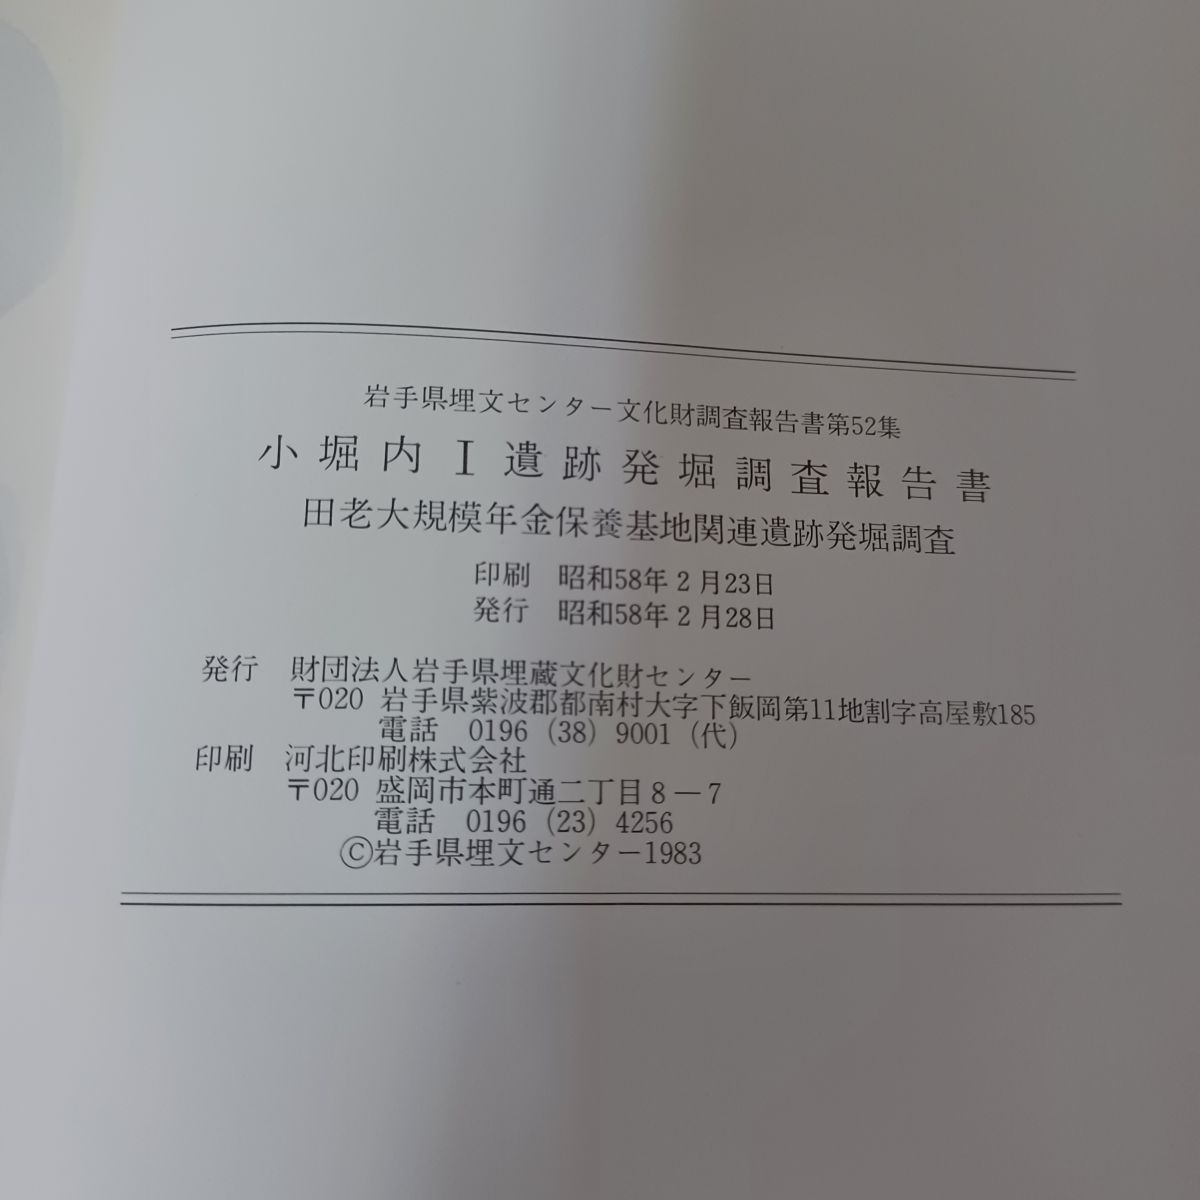 岩手県埋文センター文化財調査報告書第52集
小堀内Ⅰ遺跡発掘調査報告書
田老大規模年金保養基地関連遺跡発掘調査
印刷 昭和58年2月23日
発行 昭和58年2月28日
発行 財団法人岩手県埋蔵文化財センター
〒020 岩手県紫波郡都南村大字下飯岡第11地割字高屋敷185
電話 0196 (38) 9001 (代)
印刷 河北印刷株式会社
〒020 盛岡市本町通二丁目8―7
電話 0196 (23) 4256
©岩手県埋文センター1983